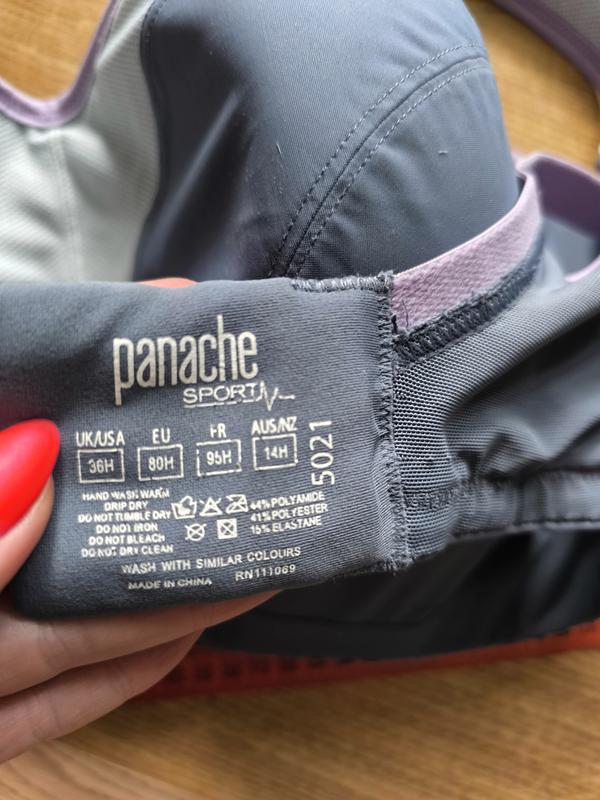 panache
SPORT
UK/USA EU FR AUS/NZ
36H 80H 95H 14H
5021
HAND WASH WARM
DRIP DRY
DO NOT TUMBLE DRY
DO NOT IRON
DO NOT BLEACH
DO NOT DRY CLEAN
44% POLYAMIDE
41% POLYESTER
15% ELASTANE
WASH WITH SIMILAR COLOURS
MADE IN CHINA RN111069